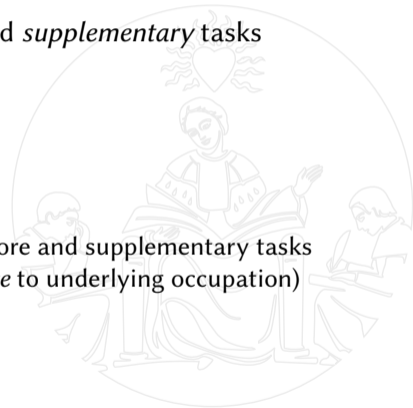 d supplementary tasks
ore and supplementary tasks
e to underlying occupation)